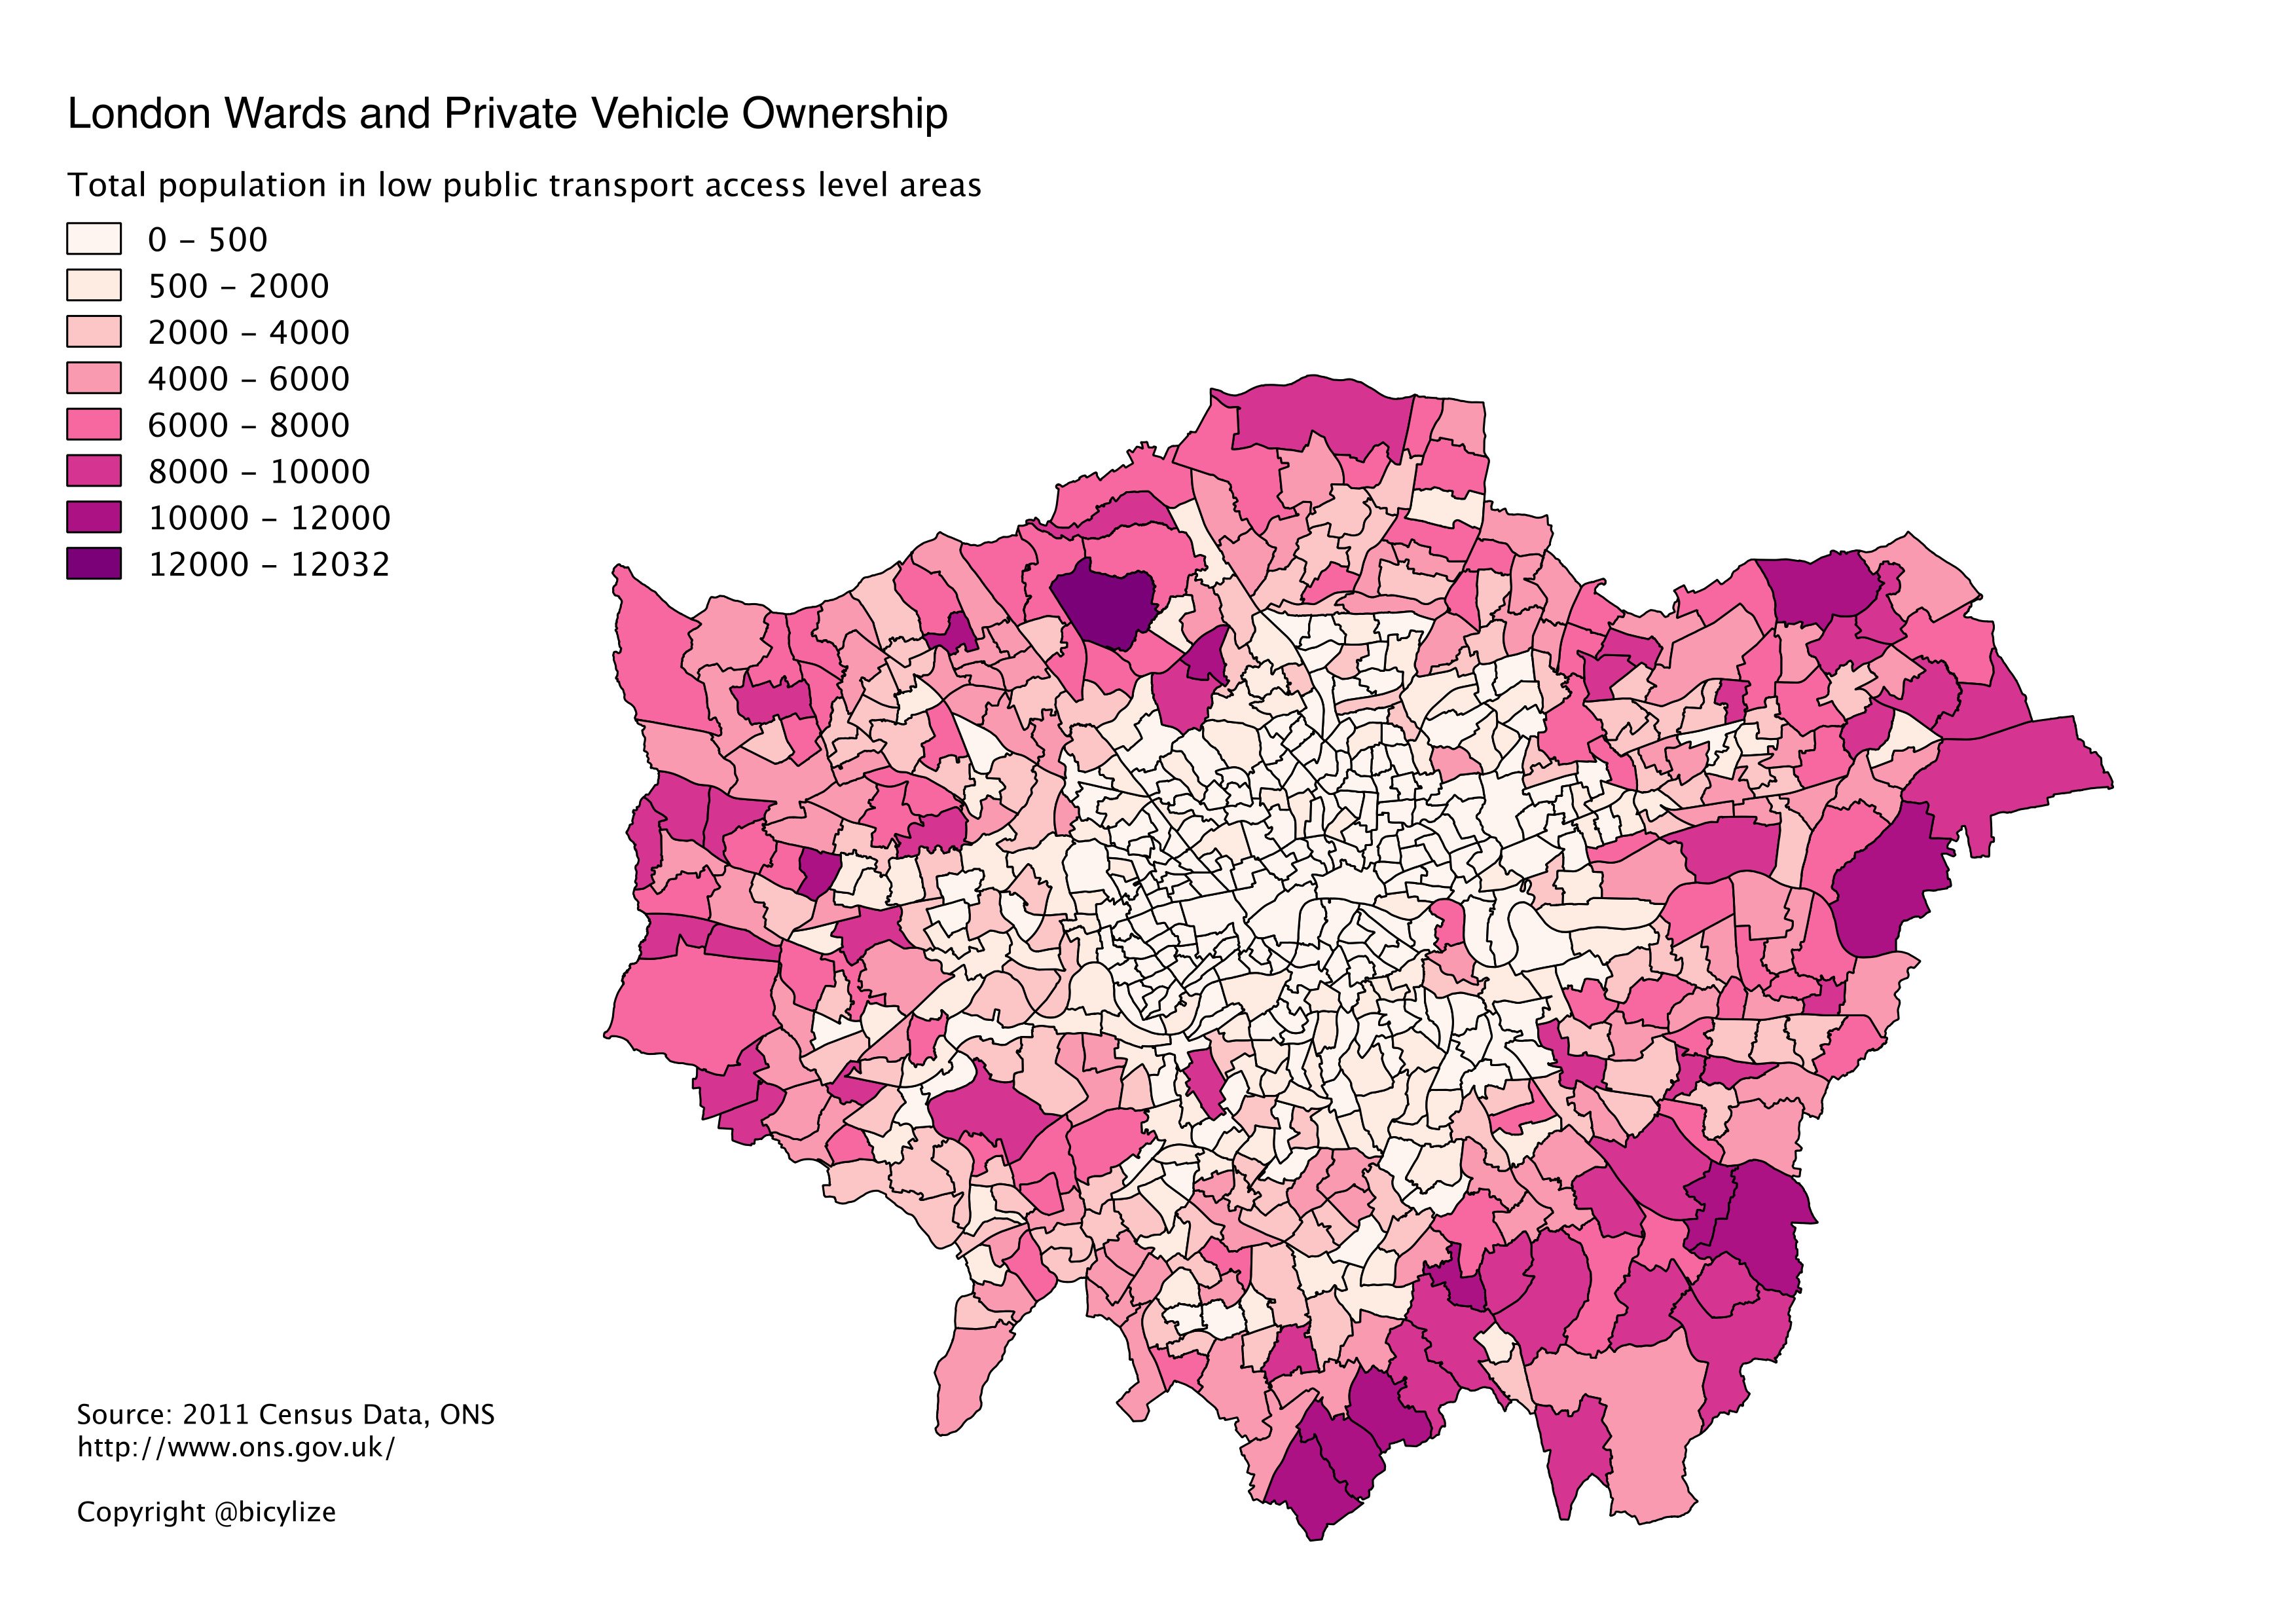 London Wards and Private Vehicle Ownership
Total population in low public transport access level areas
0 – 500
500 – 2000
2000 – 4000
4000 – 6000
6000 – 8000
8000 – 10000
10000 – 12000
12000 – 12032
Source: 2011 Census Data, ONS
http://www.ons.gov.uk/
Copyright @bicylize